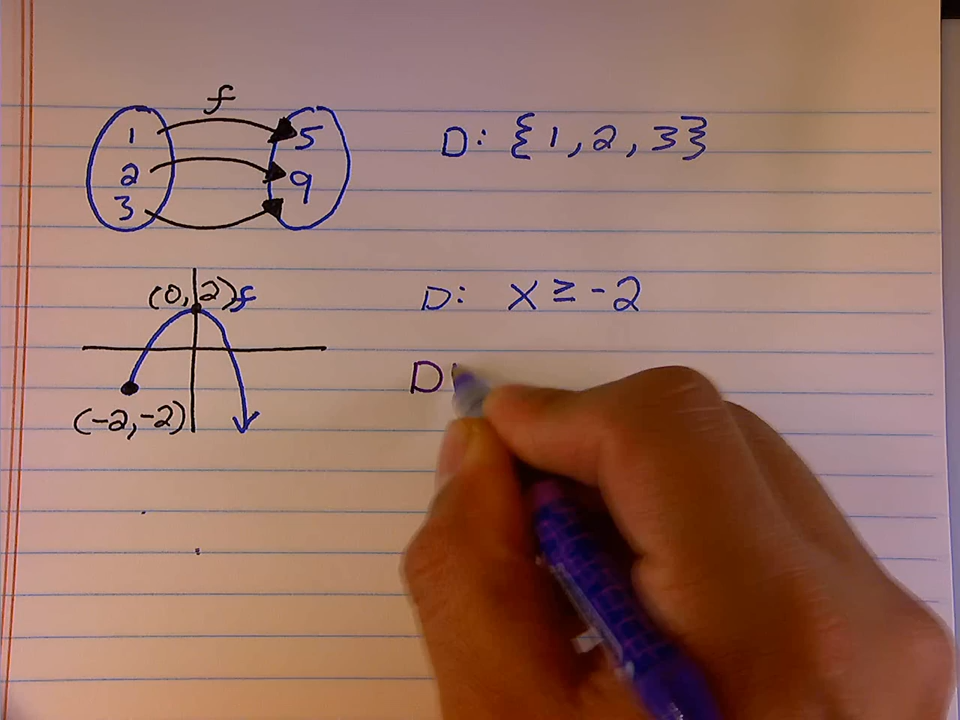 f
1 5 D: {1, 2, 3}
2 9
3
(0, 2) f D: x ≥ -2
D
(-2, -2)